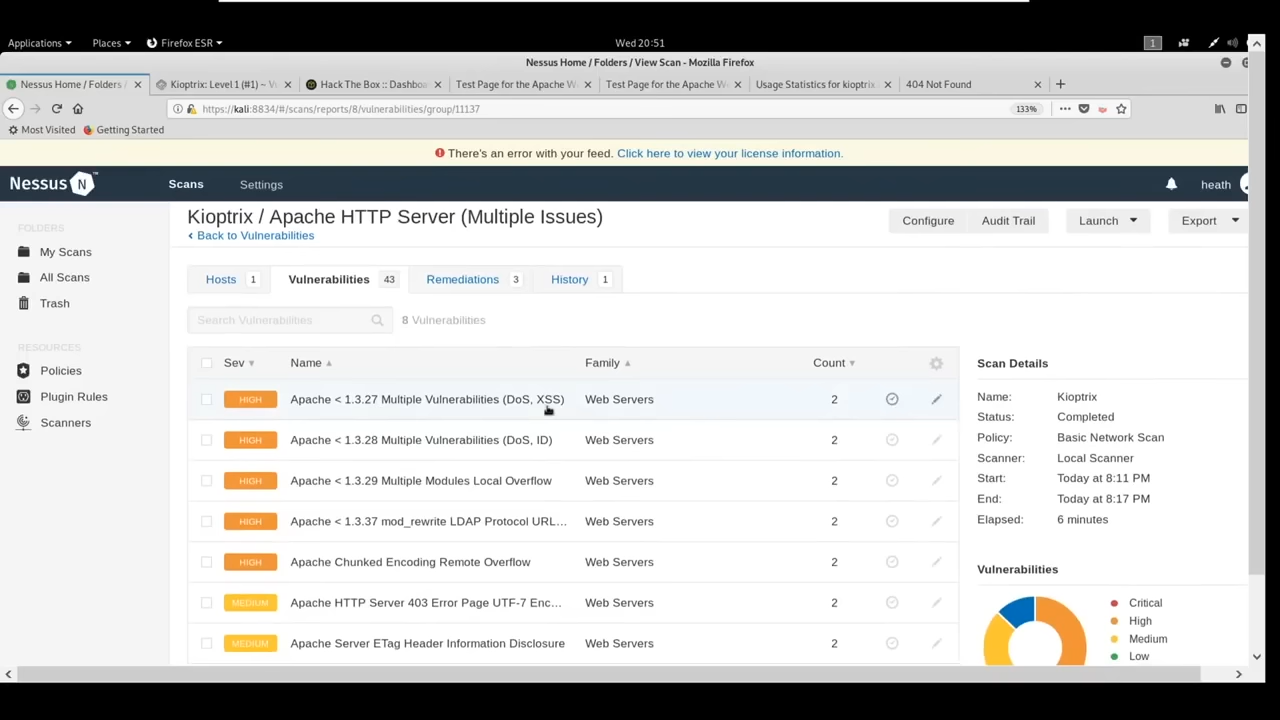 Applications Places Firefox ESR Wed 20:51 1
Nessus Home / Folders / View Scan - Mozilla Firefox
Nessus Home / Folders / Kioptrix: Level 1 (#1) ~ V Hack The Box :: Dashbo Test Page for the Apache W Test Page for the Apache W Usage Statistics for kioptrix 404 Not Found
https://kali:8834/#/scans/reports/8/vulnerabilities/group/11137 133%
Most Visited Getting Started
There's an error with your feed. Click here to view your license information.
Nessus N Scans Settings heath
FOLDERS
My Scans
All Scans
Trash
RESOURCES
Policies
Plugin Rules
Scanners
Kioptrix / Apache HTTP Server (Multiple Issues)
Back to Vulnerabilities
Configure Audit Trail Launch Export
Hosts 1 Vulnerabilities 43 Remediations 3 History 1
Search Vulnerabilities 8 Vulnerabilities
Sev Name Family Count
HIGH Apache < 1.3.27 Multiple Vulnerabilities (DoS, XSS) Web Servers 2
HIGH Apache < 1.3.28 Multiple Vulnerabilities (DoS, ID) Web Servers 2
HIGH Apache < 1.3.29 Multiple Modules Local Overflow Web Servers 2
HIGH Apache < 1.3.37 mod_rewrite LDAP Protocol URL... Web Servers 2
HIGH Apache Chunked Encoding Remote Overflow Web Servers 2
MEDIUM Apache HTTP Server 403 Error Page UTF-7 Enc... Web Servers 2
MEDIUM Apache Server ETag Header Information Disclosure Web Servers 2
Scan Details
Name: Kioptrix
Status: Completed
Policy: Basic Network Scan
Scanner: Local Scanner
Start: Today at 8:11 PM
End: Today at 8:17 PM
Elapsed: 6 minutes
Vulnerabilities
Critical
High
Medium
Low